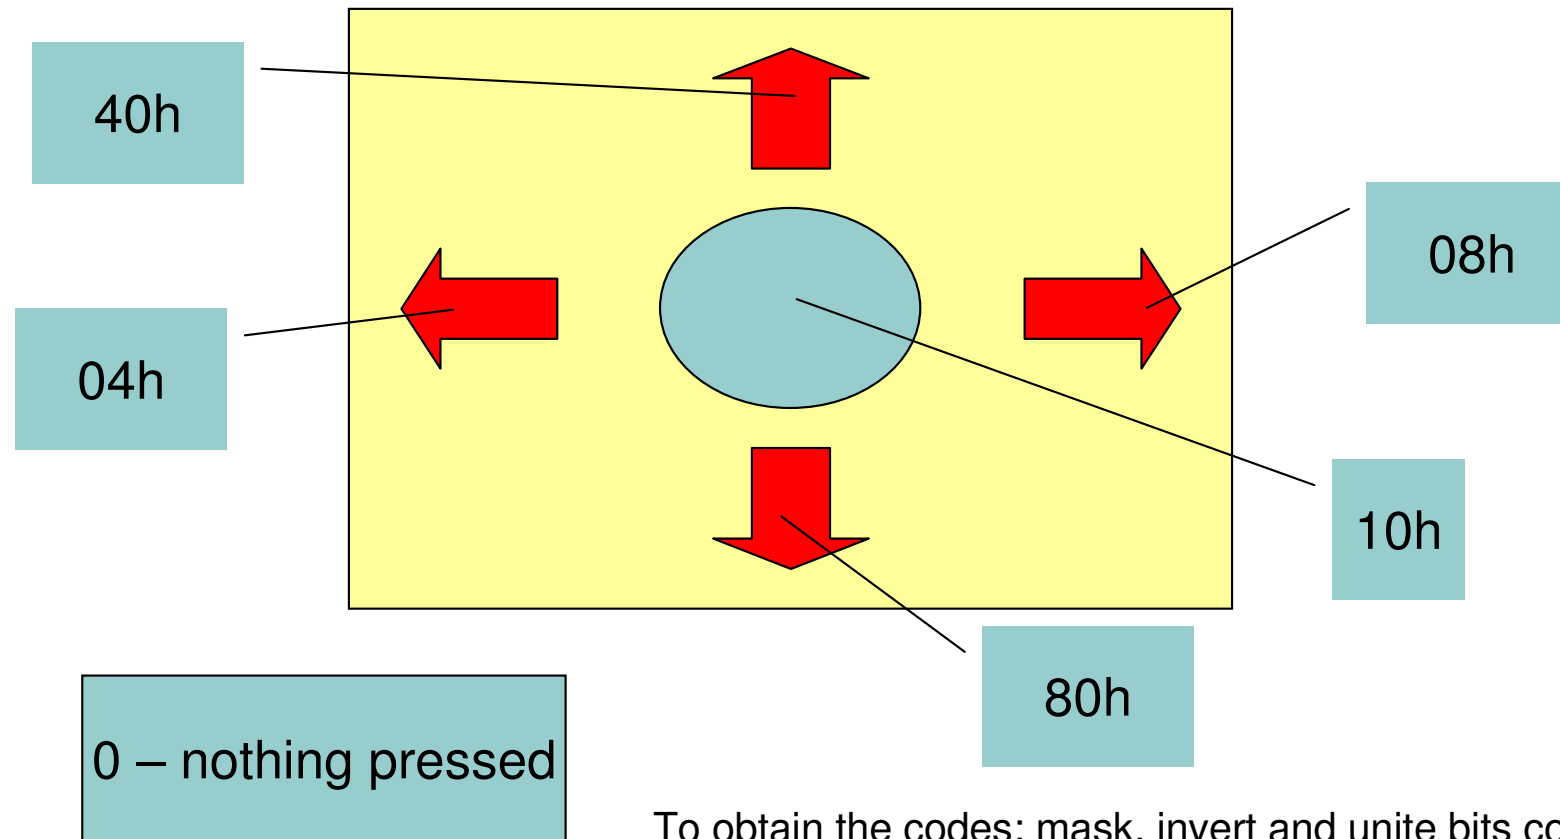 40h
08h
04h
10h
80h
0 – nothing pressed
To obtain the codes: mask, invert and unite bits